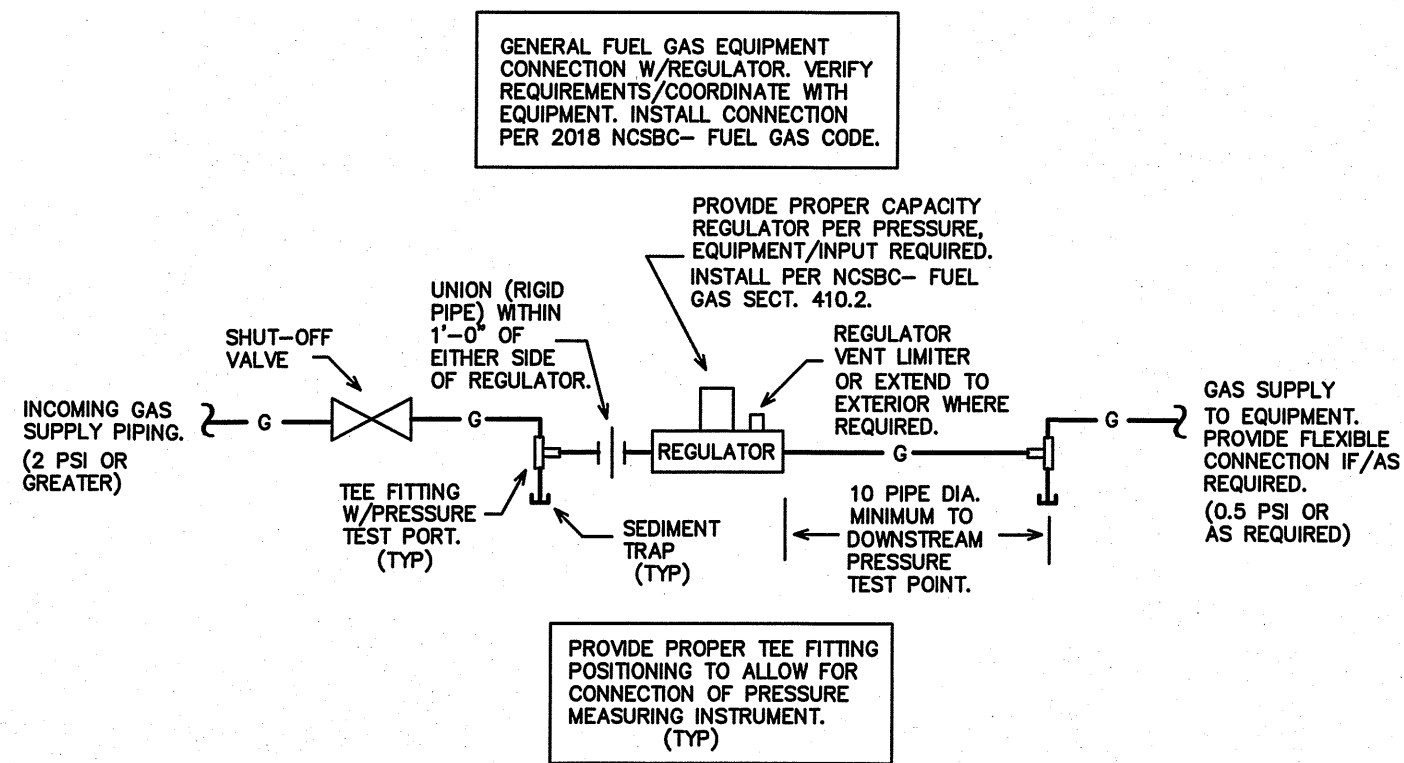 GENERAL FUEL GAS EQUIPMENT
CONNECTION W/REGULATOR. VERIFY
REQUIREMENTS/COORDINATE WITH
EQUIPMENT. INSTALL CONNECTION
PER 2018 NCSBC– FUEL GAS CODE.
PROVIDE PROPER CAPACITY
REGULATOR PER PRESSURE,
EQUIPMENT/INPUT REQUIRED.
INSTALL PER NCSBC– FUEL
GAS SECT. 410.2.
UNION (RIGID
PIPE) WITHIN
1'–0" OF
EITHER SIDE
OF REGULATOR.
SHUT–OFF
VALVE
REGULATOR
VENT LIMITER
OR EXTEND TO
EXTERIOR WHERE
REQUIRED.
INCOMING GAS
SUPPLY PIPING.
(2 PSI OR
GREATER)
G
G
REGULATOR
G
G
GAS SUPPLY
TO EQUIPMENT.
PROVIDE FLEXIBLE
CONNECTION IF/AS
REQUIRED.
(0.5 PSI OR
AS REQUIRED)
TEE FITTING
W/PRESSURE
TEST PORT.
(TYP)
SEDIMENT
TRAP
(TYP)
10 PIPE DIA.
MINIMUM TO
DOWNSTREAM
PRESSURE
TEST POINT.
PROVIDE PROPER TEE FITTING
POSITIONING TO ALLOW FOR
CONNECTION OF PRESSURE
MEASURING INSTRUMENT.
(TYP)